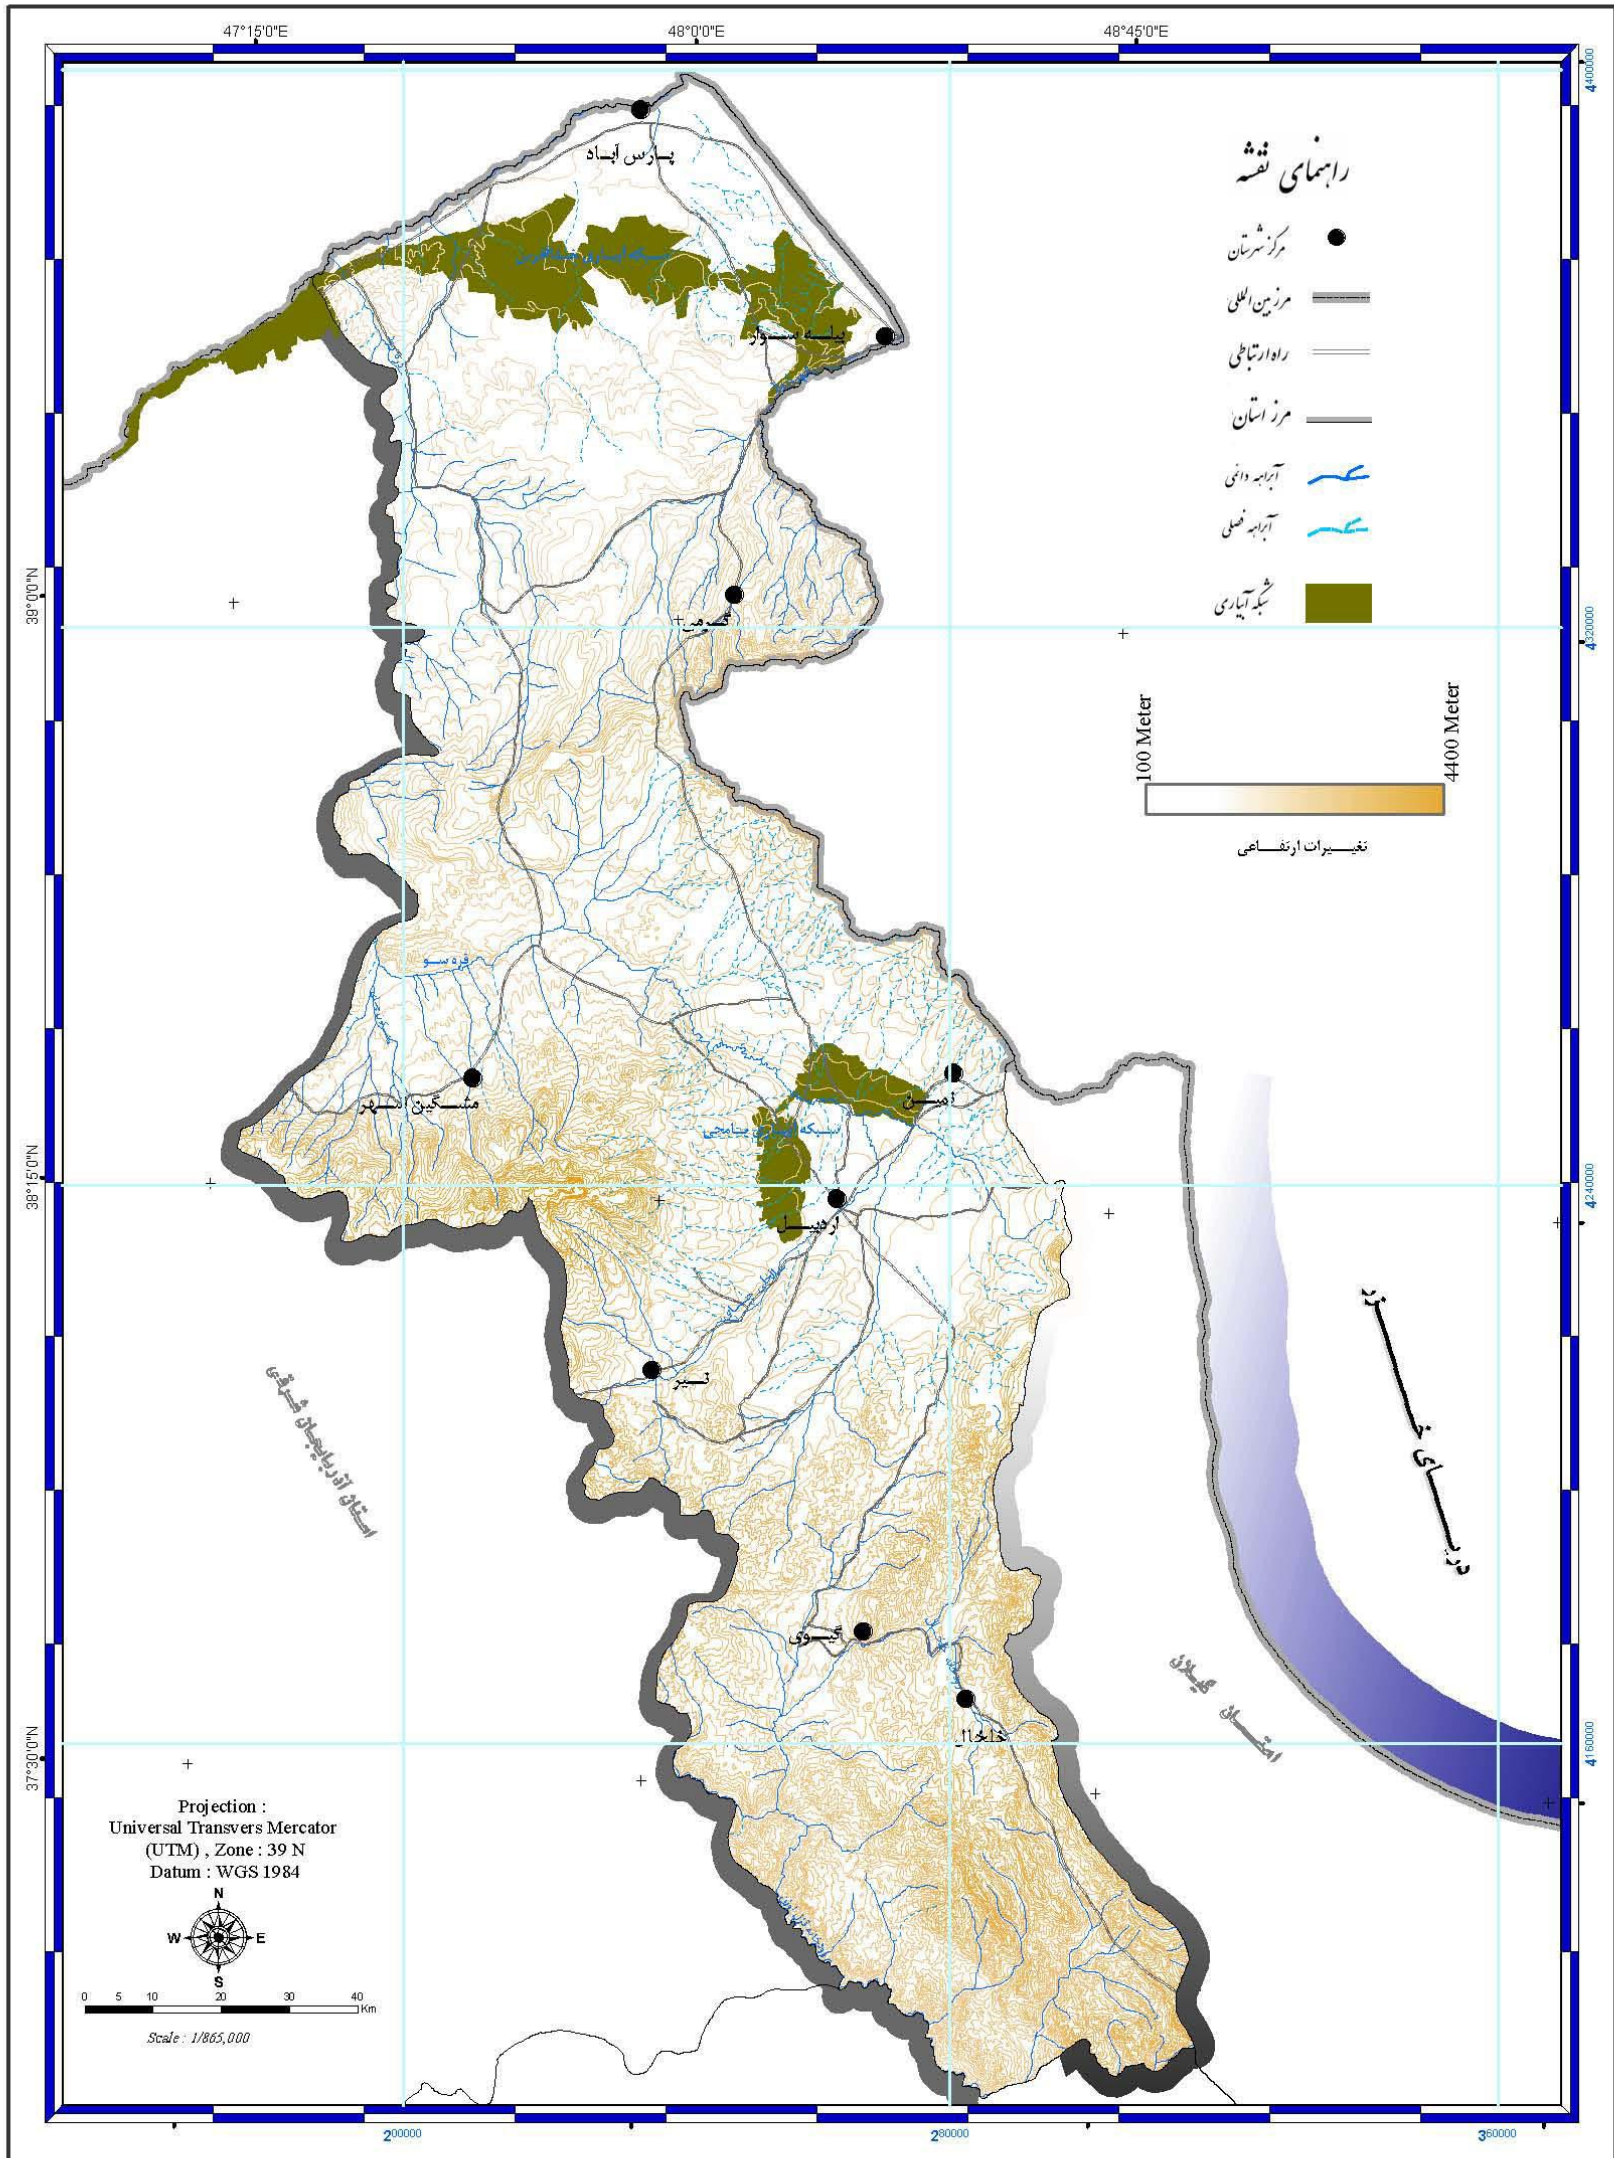 47°15'0"E
48°0'0"E
48°45'0"E
4400000
4320000
4240000
4160000
39°0'0"N
38°15'0"N
37°30'0"N
راهنمای نقشه
مرکز شهرستان
مرز بین المللی
راه ارتباطی
مرز استان
آبراهه دائمی
آبراهه فصلی
شبکه آبیاری
100 Meter
4400 Meter
تغییرات ارتفاعی
پارس آباد
بیله سوار
گرمی
قره سو
مشگین شهر
نمین
شبکه آبیاری یامچی
اردبیل
نیر
گیوی
خلخال
استان آذربایجان شرقی
استان گیلان
دریای خزر
Projection :
Universal Transvers Mercator
(UTM) , Zone : 39 N
Datum : WGS 1984
N
W E
S
0 5 10 20 30 40
Km
Scale : 1/865,000
200000
280000
360000